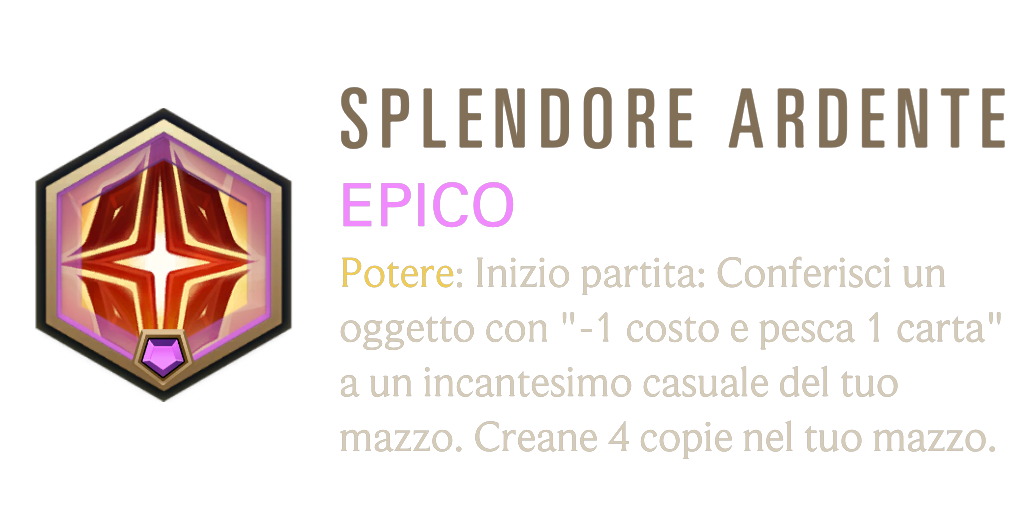 SPLENDORE ARDENTE
EPICO
Potere: Inizio partita: Conferisci un
oggetto con "-1 costo e pesca 1 carta"
a un incantesimo casuale del tuo
mazzo. Creane 4 copie nel tuo mazzo.